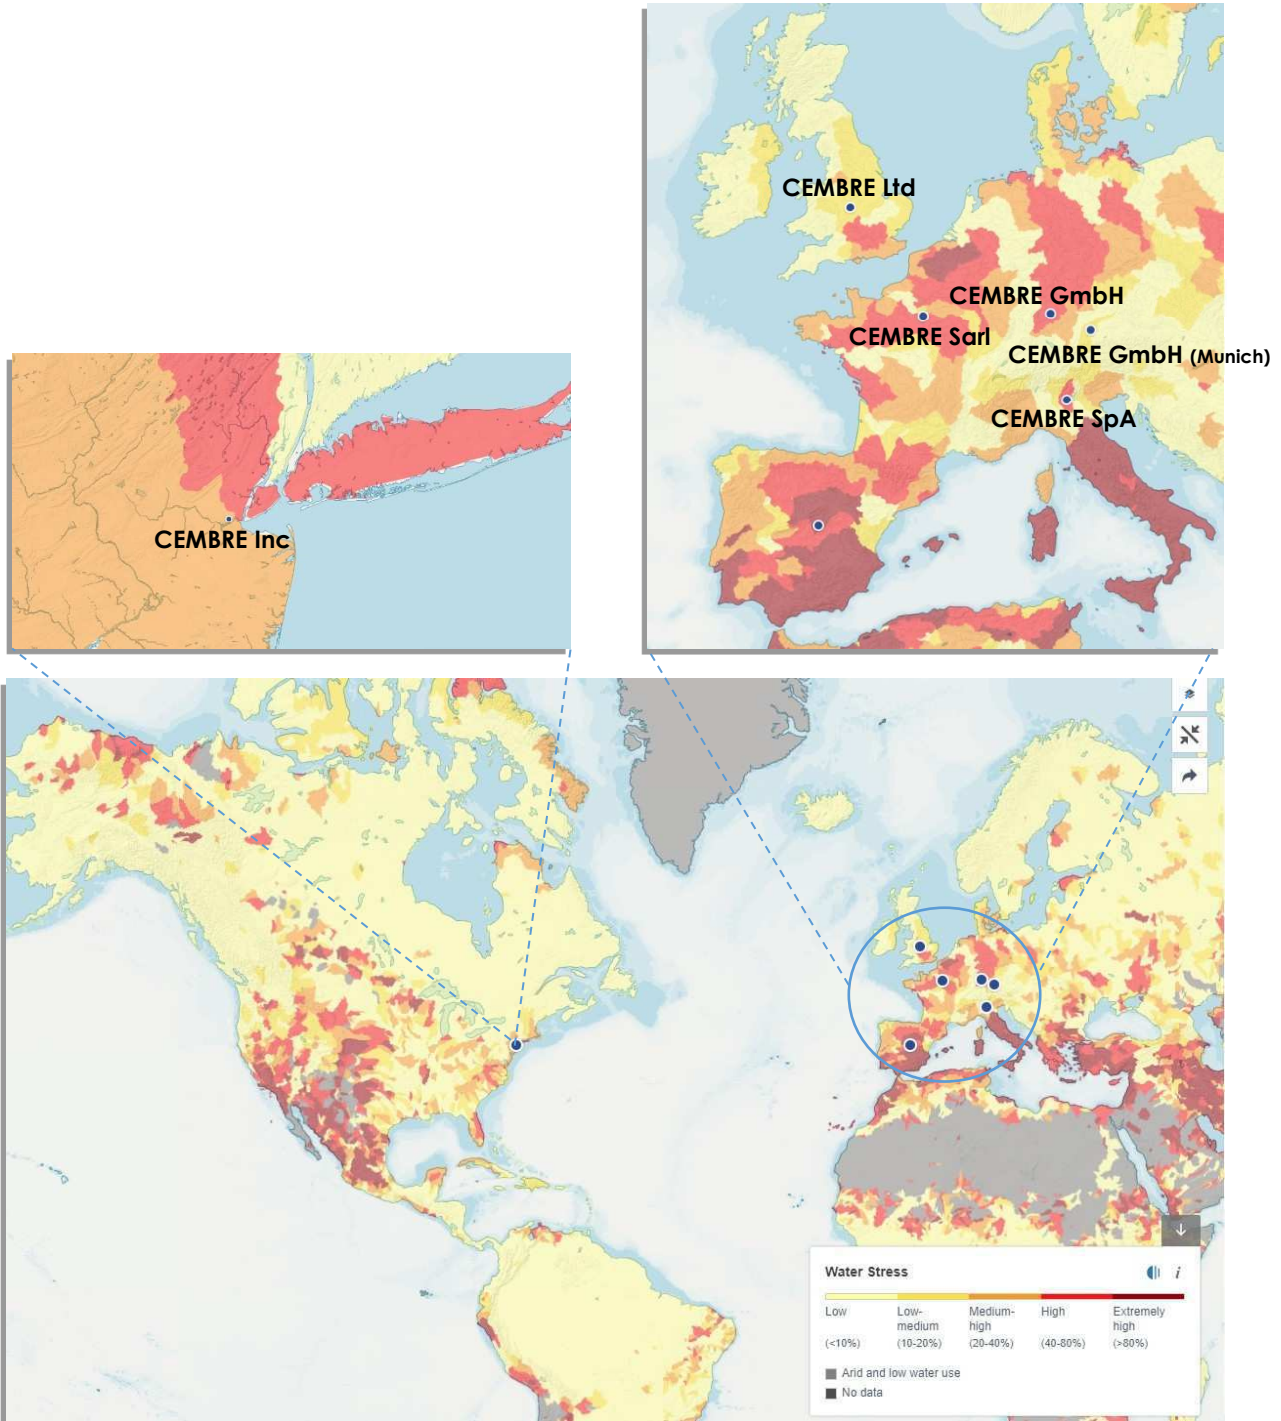 CEMBRE Ltd
CEMBRE GmbH
CEMBRE Sarl
CEMBRE GmbH (Munich)
CEMBRE SpA
CEMBRE Inc
Water Stress
i
Low
Low-
medium
Medium-
high
High
Extremely
high
(<10%)
(10-20%)
(20-40%)
(40-80%)
(>80%)
Arid and low water use
No data